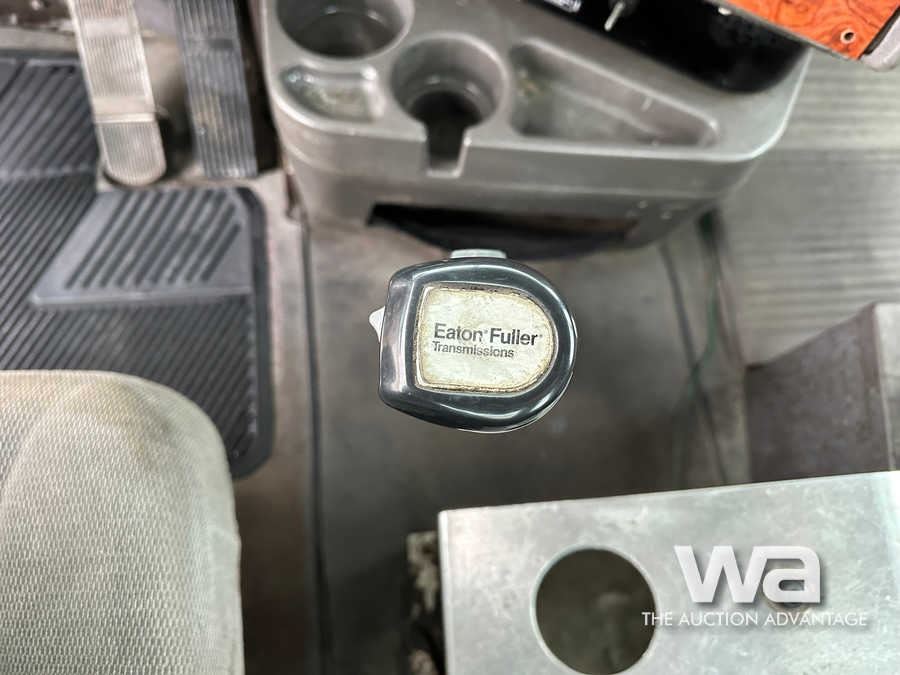 Eaton® Fuller®
Transmissions
wa
THE AUCTION ADVANTAGE